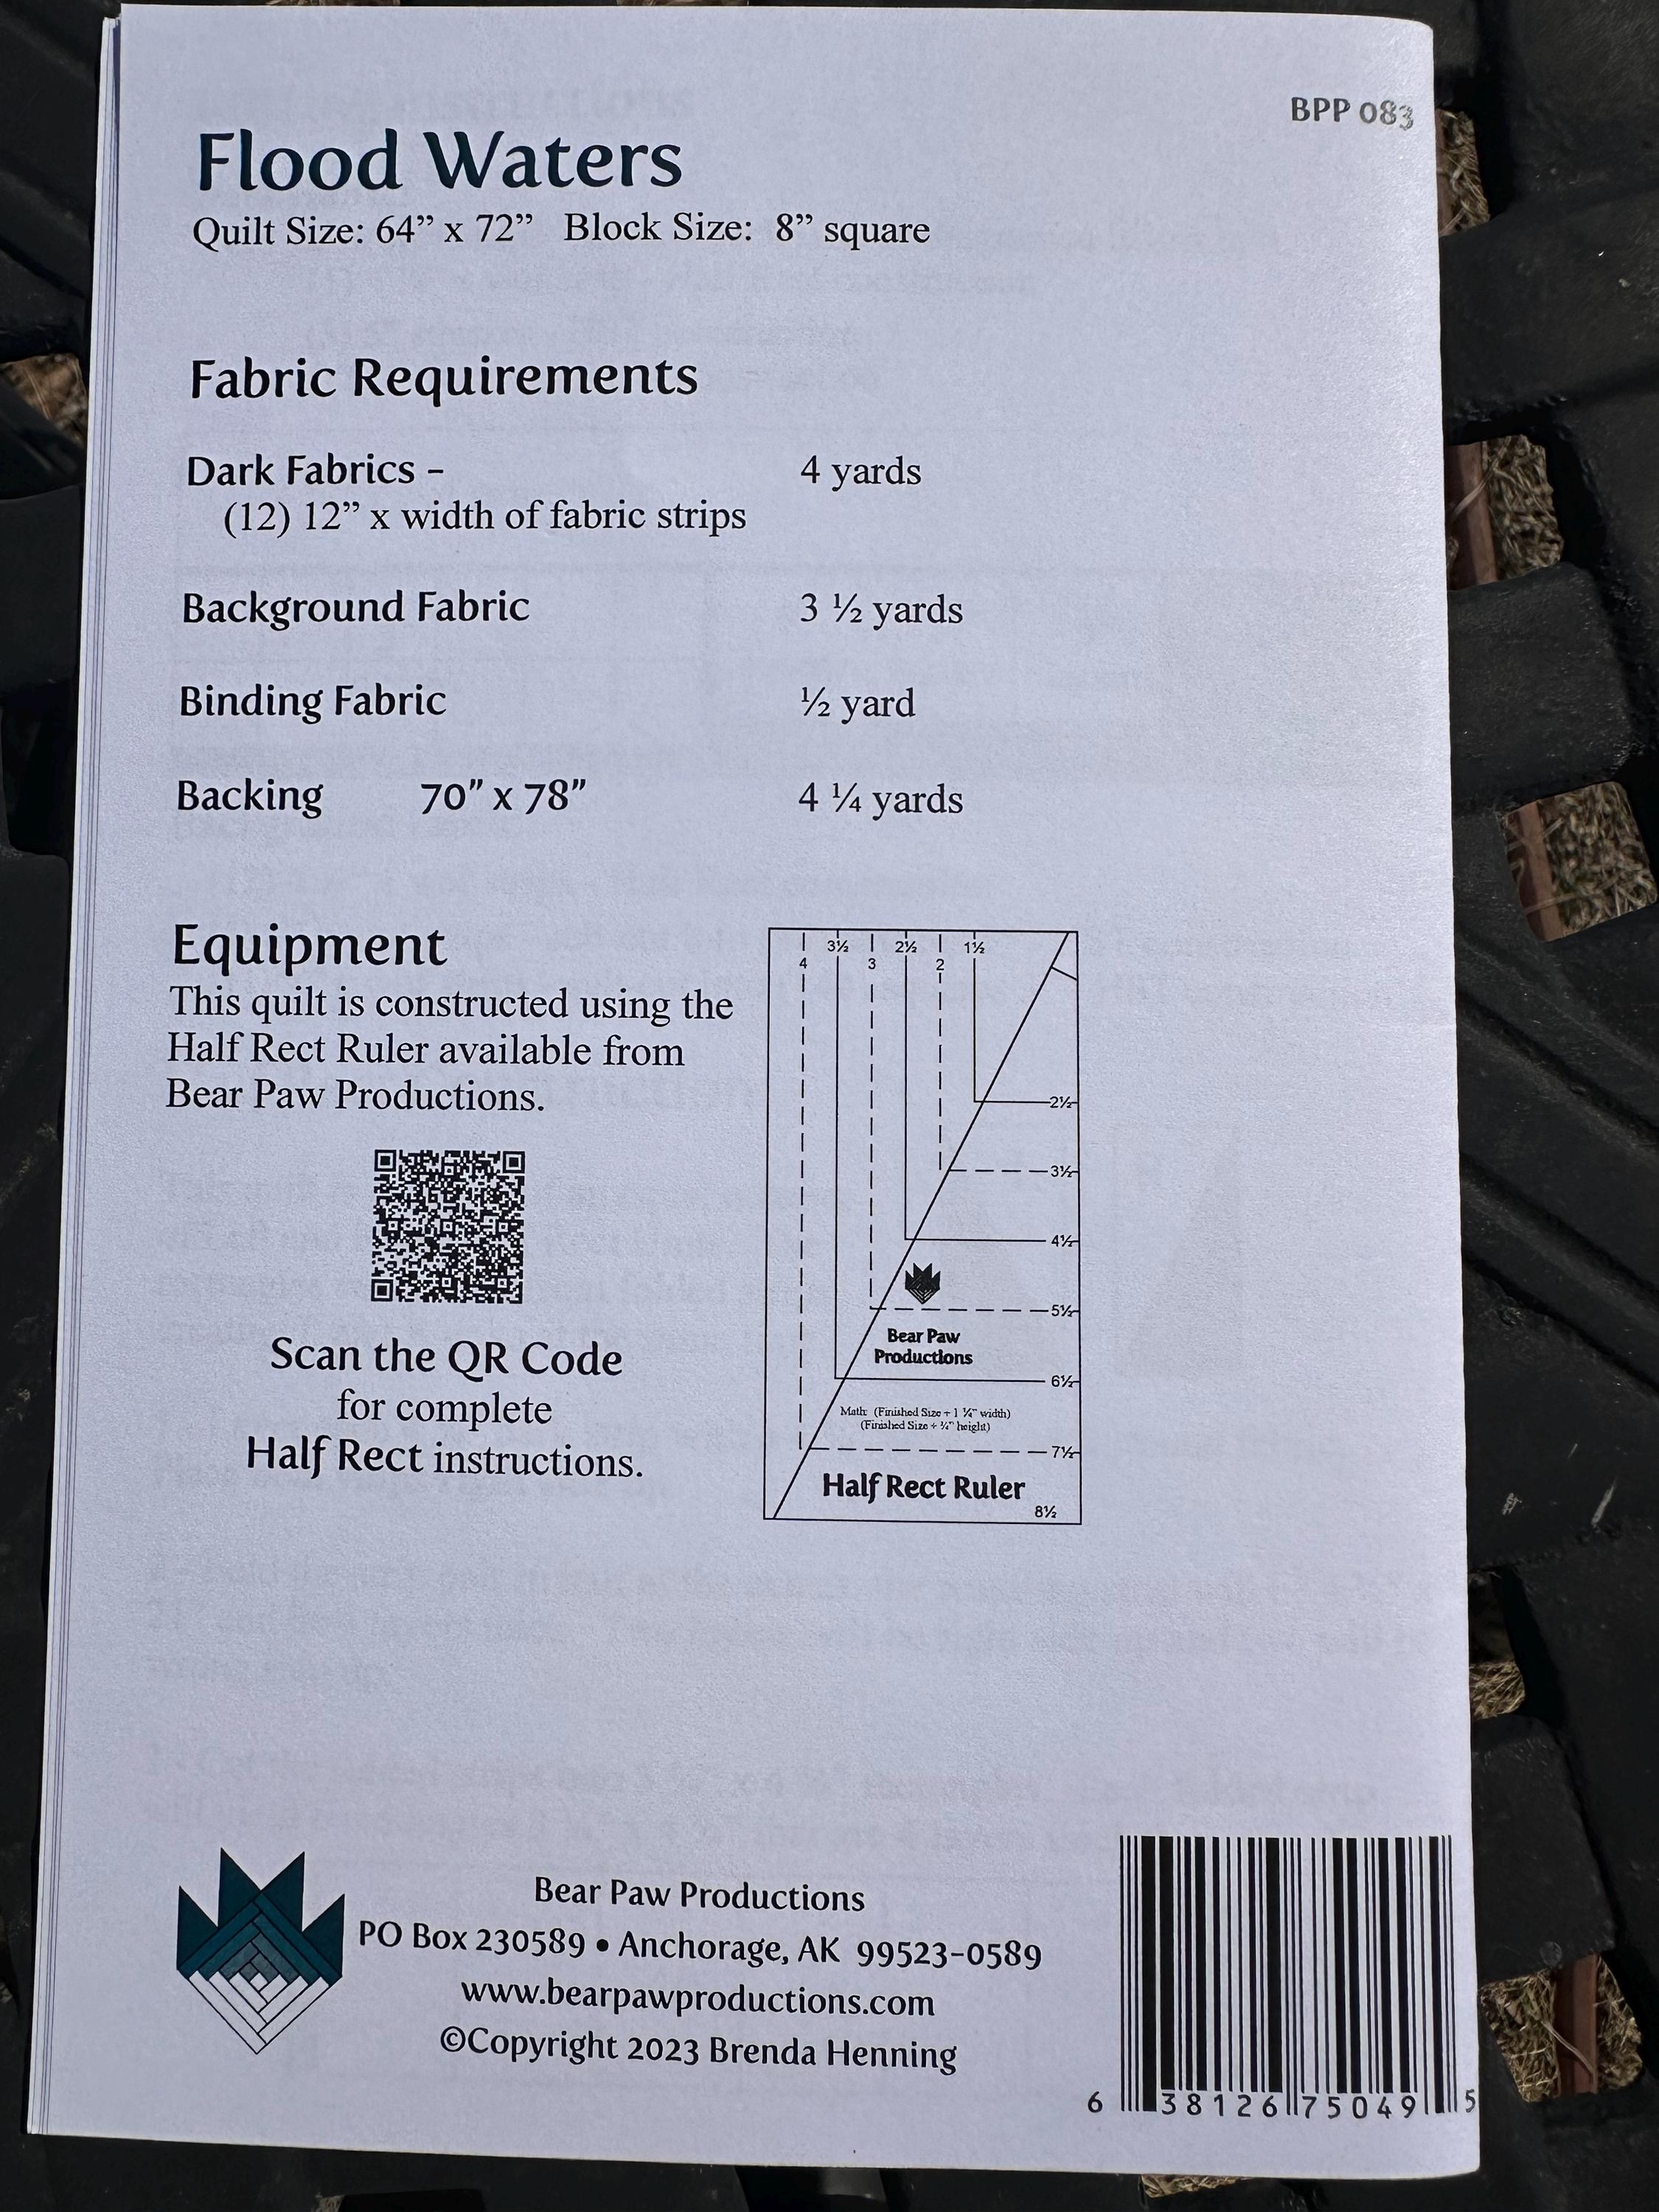 BPP 083
Flood Waters
Quilt Size: 64” x 72”   Block Size:  8” square
Fabric Requirements
Dark Fabrics –   4 yards
(12) 12” x width of fabric strips
Background Fabric   3 ½ yards
Binding Fabric   ½ yard
Backing   70” x 78”   4 ¼ yards
Equipment
This quilt is constructed using the
Half Rect Ruler available from
Bear Paw Productions.
Scan the QR Code
for complete
Half Rect instructions.
4 3½ 3 2½ 2 1½
2½
3½
4½
5½
Bear Paw
Productions
6½
Math: (Finished Size + 1 ¼” width)
(Finished Size + ¾” height)
7½
Half Rect Ruler
8½
Bear Paw Productions
PO Box 230589 • Anchorage, AK  99523-0589
www.bearpawproductions.com
©Copyright 2023 Brenda Henning
6 38126 75049 5